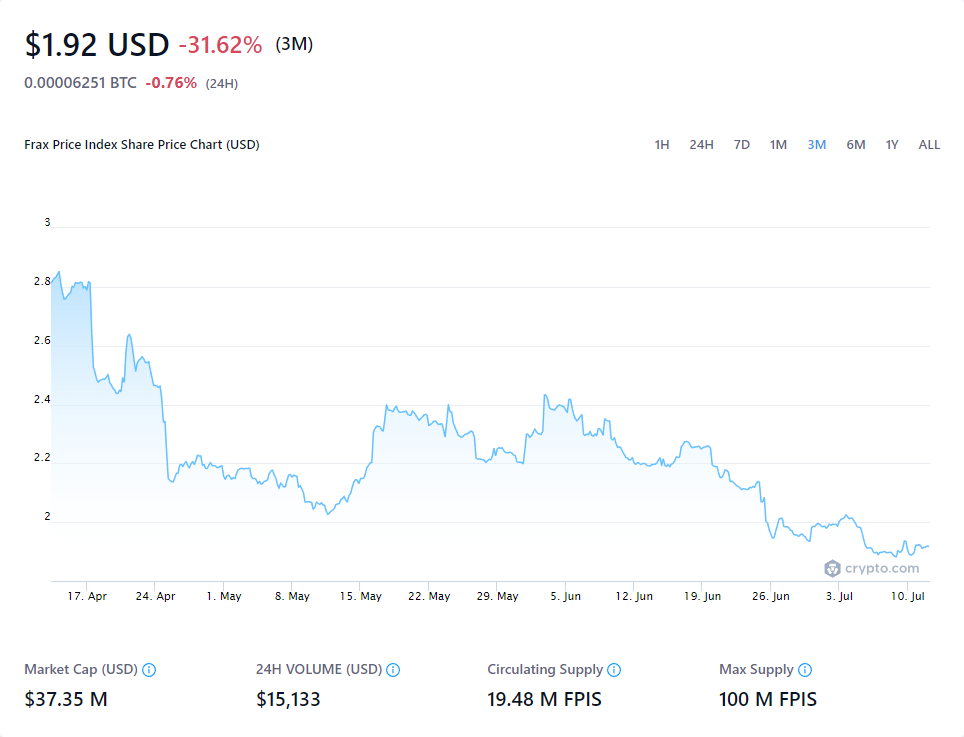 $1.92 USD -31.62% (3M)
0.00006251 BTC -0.76% (24H)
Frax Price Index Share Price Chart (USD)
1H 24H 7D 1M 3M 6M 1Y ALL
3
2.8
2.6
2.4
2.2
2
crypto.com
17. Apr 24. Apr 1. May 8. May 15. May 22. May 29. May 5. Jun 12. Jun 19. Jun 26. Jun 3. Jul 10. Jul
Market Cap (USD) 24H VOLUME (USD) Circulating Supply Max Supply
$37.35 M $15,133 19.48 M FPIS 100 M FPIS